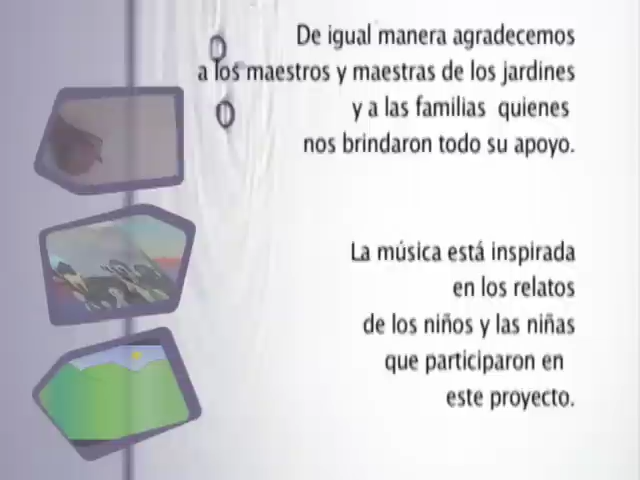 De igual manera agradecemos
a los maestros y maestras de los jardines
y a las familias quienes
nos brindaron todo su apoyo.
La música está inspirada
en los relatos
de los niños y las niñas
que participaron en
este proyecto.